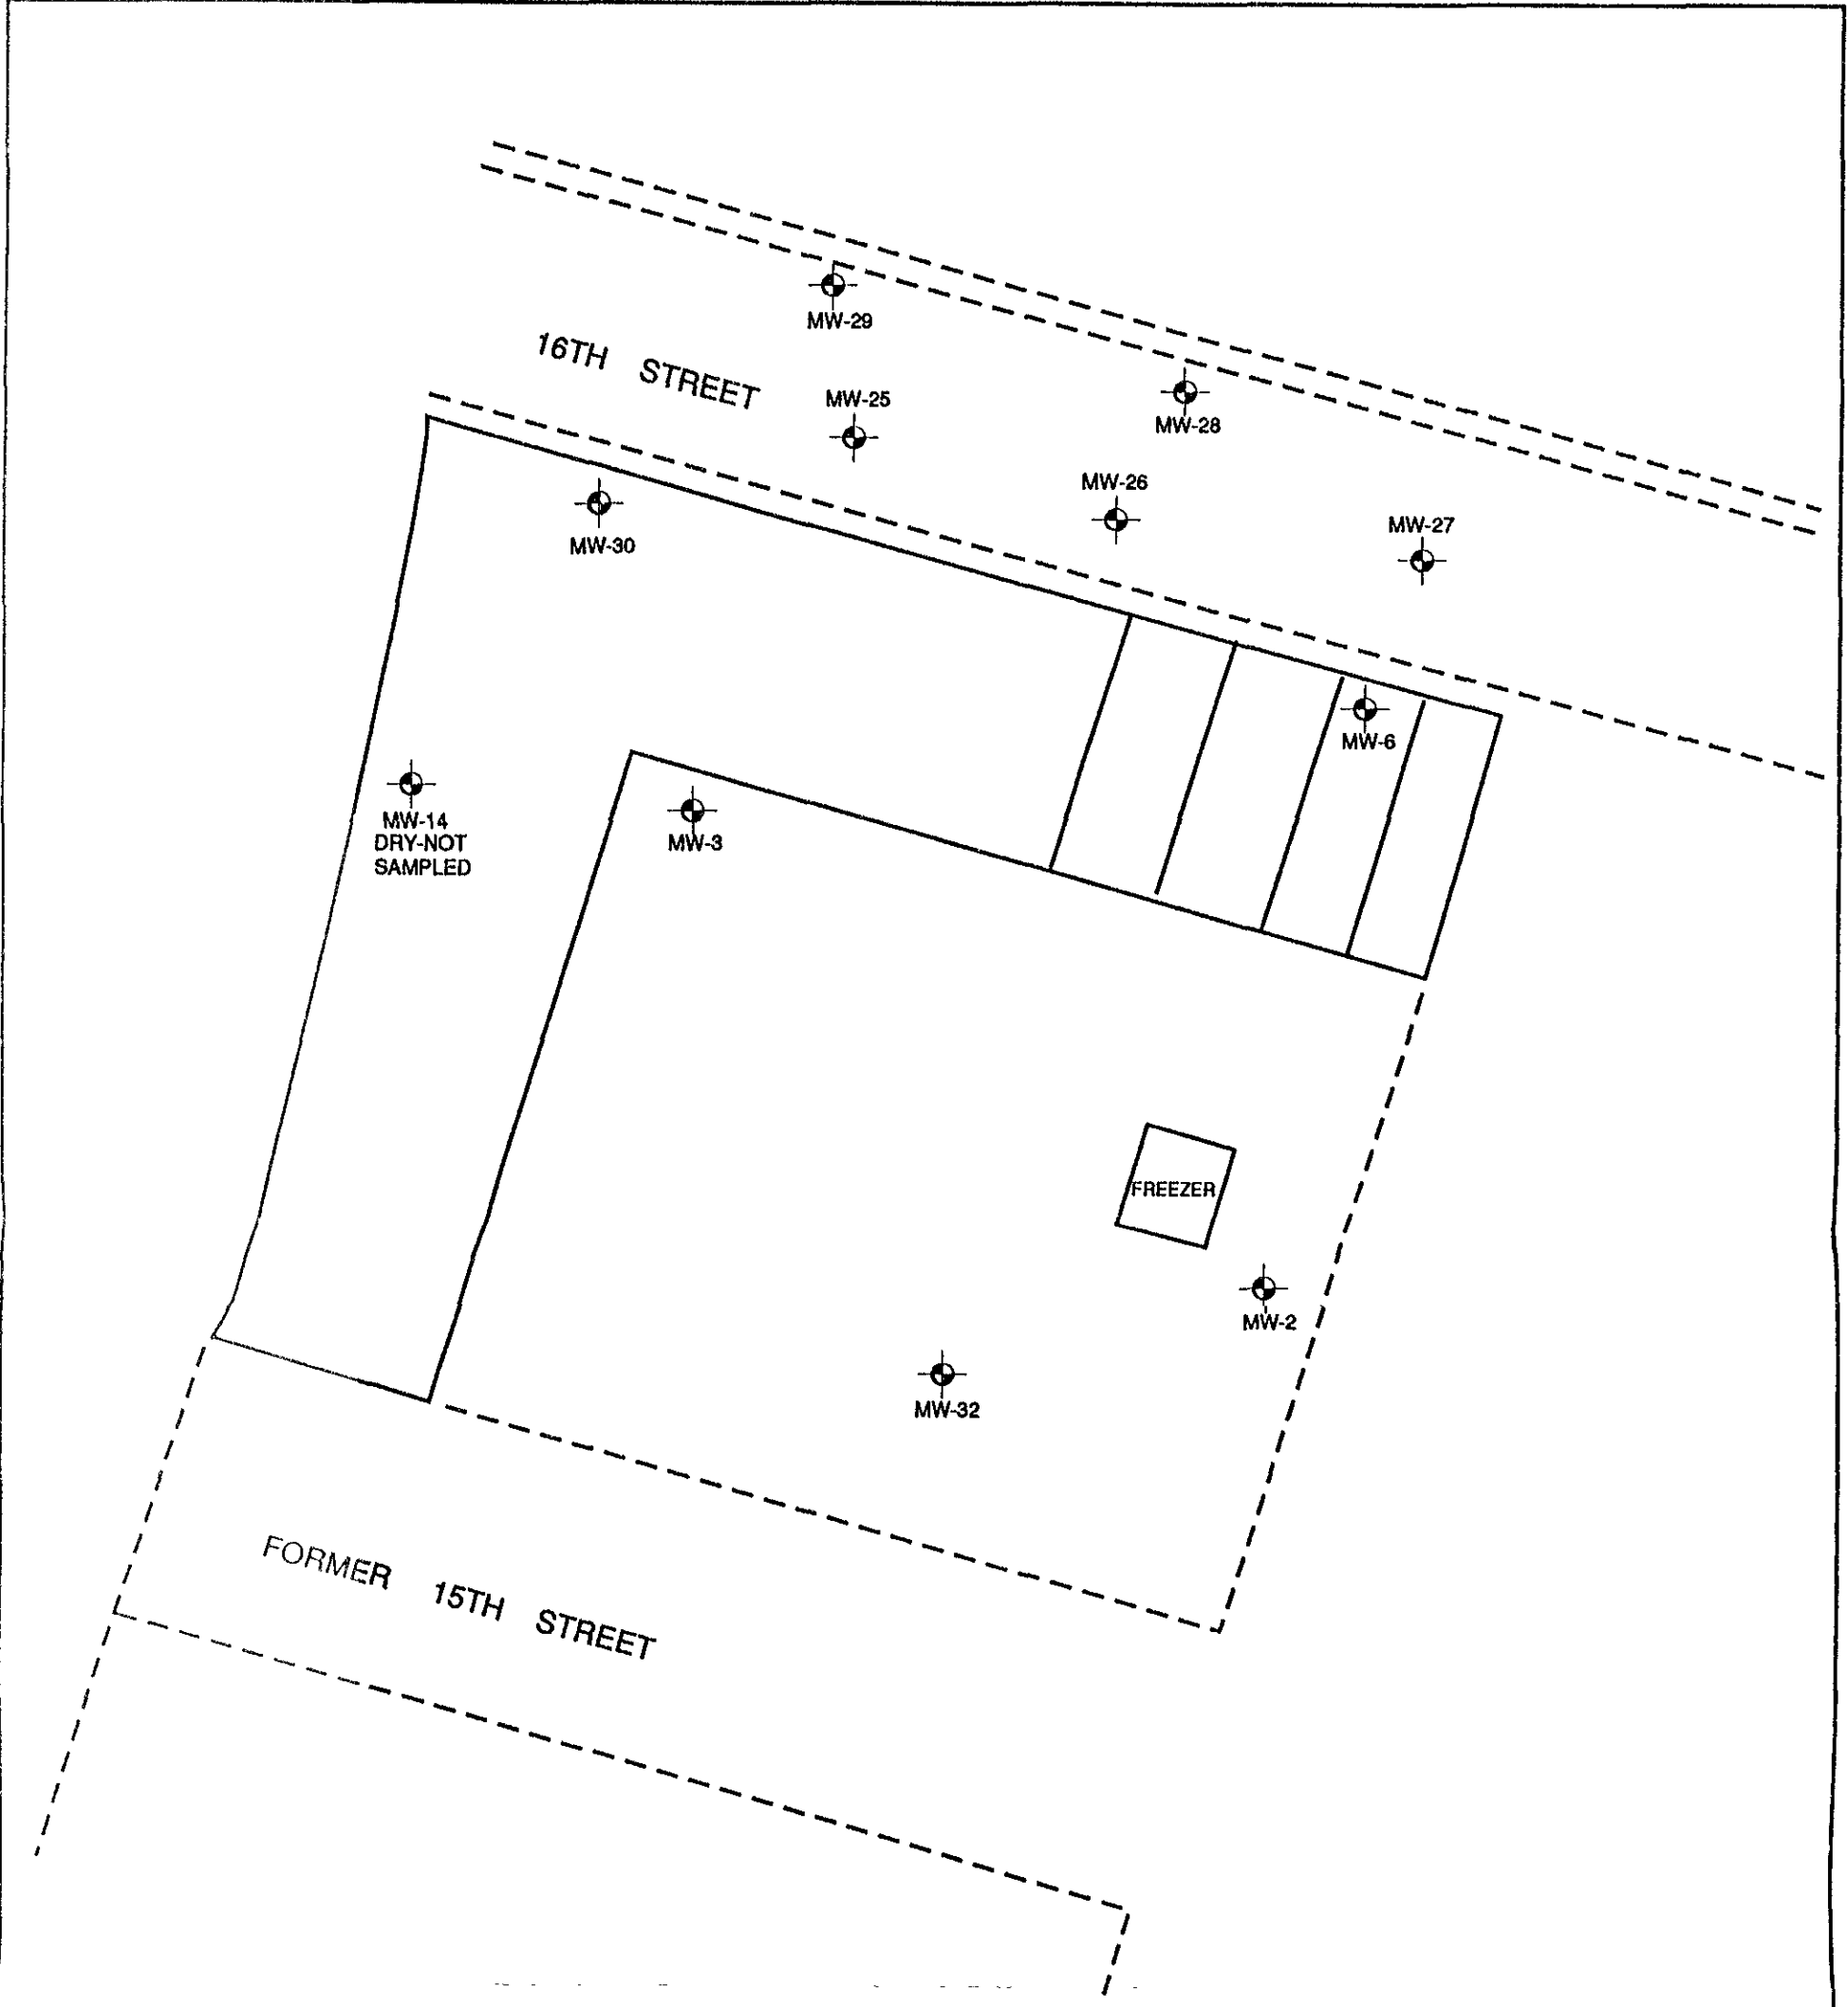 MW-29
16TH STREET
MW-25
MW-28
MW-26
MW-27
MW-30
MW-6
MW-14
DRY-NOT
SAMPLED
MW-3
FREEZER
MW-2
MW-32
FORMER 15TH STREET